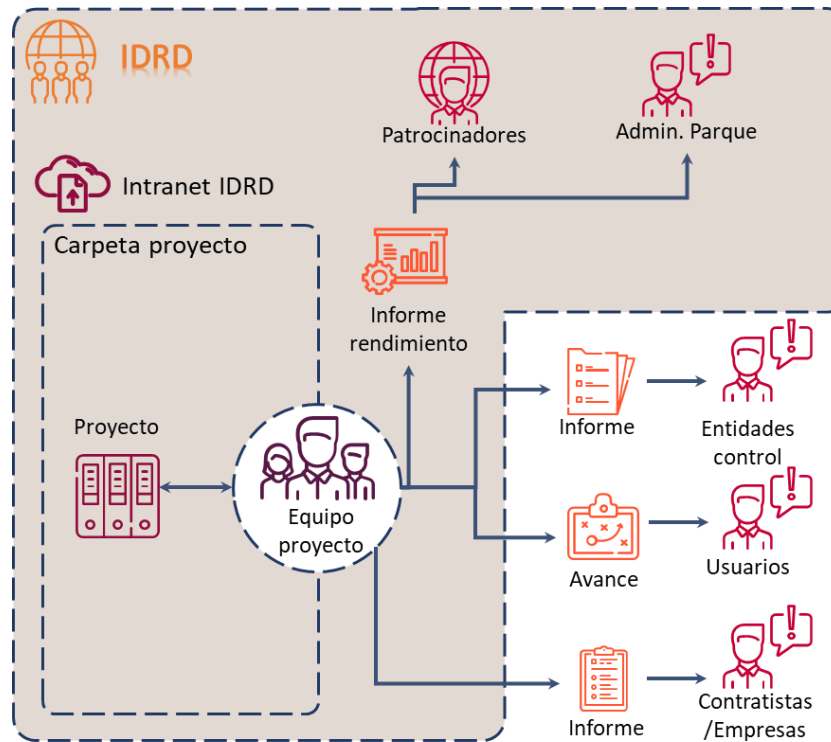 IDRD
Patrocinadores
Admin. Parque
Intranet IDRD
Carpeta proyecto
Informe
rendimiento
Proyecto
Equipo
proyecto
Informe
Entidades
control
Avance
Usuarios
Informe
Contratistas
/Empresas